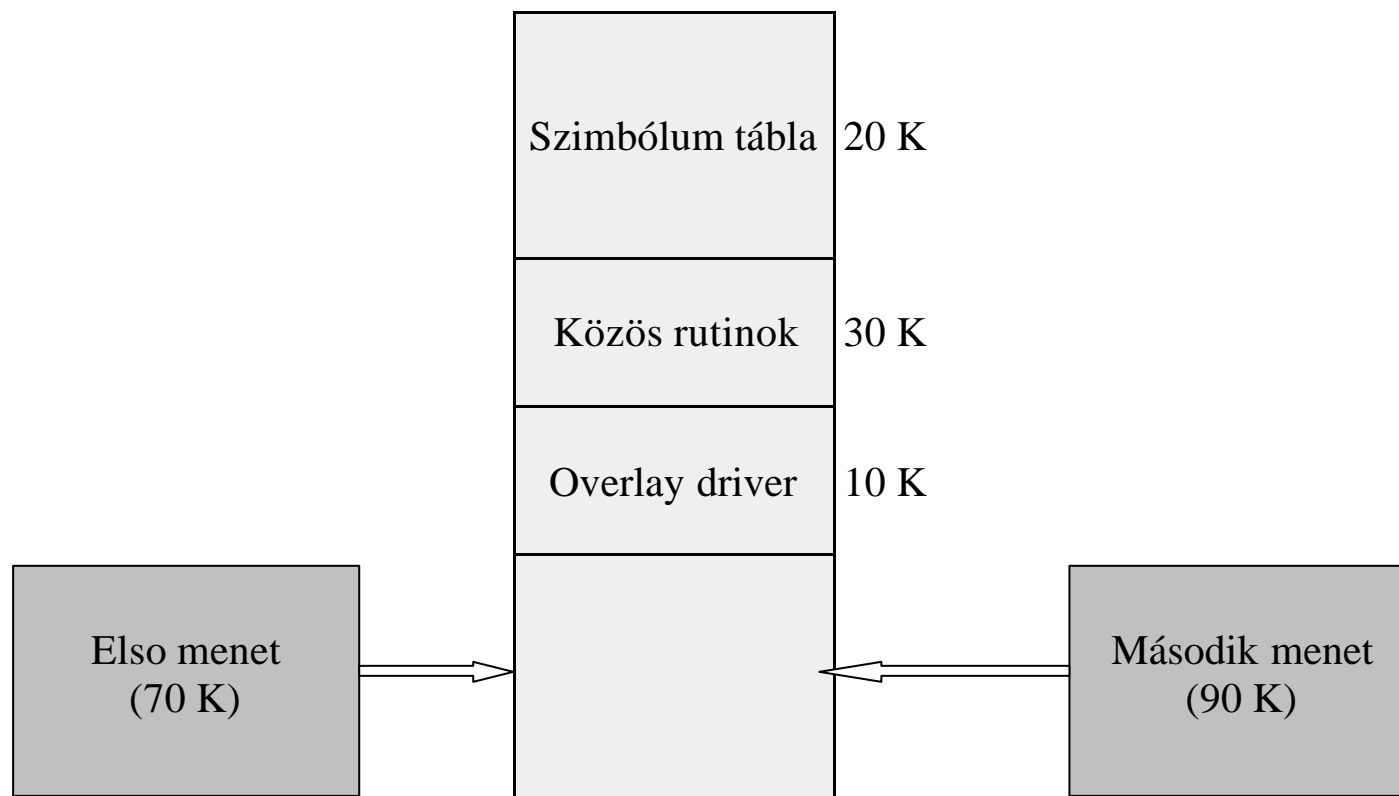 Szimbólum tábla 20 K
Közös rutinok 30 K
Overlay driver 10 K
Elso menet
(70 K)
Második menet
(90 K)